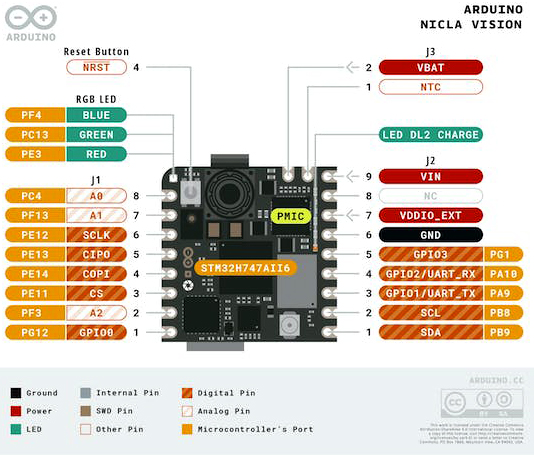 ARDUINO
ARDUINO
NICLA VISION
Reset Button
NRST 4
RGB LED
PF4 BLUE
PC13 GREEN
PE3 RED
J1
PC4 A0 8
PF13 A1 7
PE12 SCLK 6
PE13 CIPO 5
PE14 COPI 4
PE11 CS 3
PF3 A2 2
PG12 GPIO0 1
PMIC
STM32H747AII6
J3
2 VBAT
1 NTC
LED DL2 CHARGE
J2
9 VIN
8 NC
7 VDDIO_EXT
6 GND
5 GPIO3 PG1
4 GPIO2/UART_RX PA10
3 GPIO1/UART_TX PA9
2 SCL PB8
1 SDA PB9
Ground
Power
LED
Internal Pin
SWD Pin
Other Pin
Digital Pin
Analog Pin
Microcontroller's Port
ARDUINO.CC
cc
BY SA